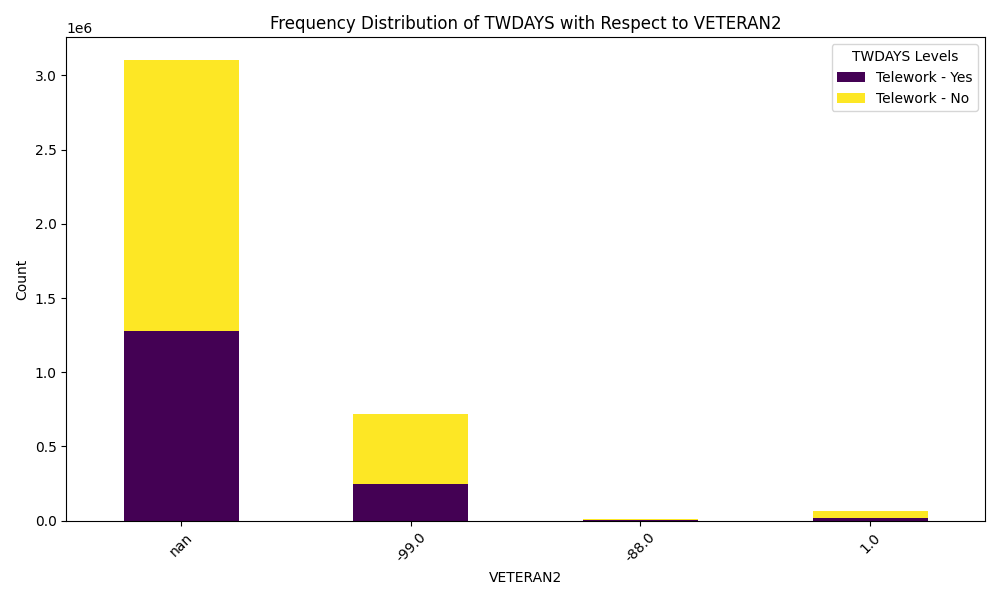 Frequency Distribution of TWDAYS with Respect to VETERAN2
1e6
TWDAYS Levels
Telework - Yes
Telework - No
3.0
2.5
2.0
1.5
1.0
0.5
0.0
Count
nan
-99.0
-88.0
1.0
VETERAN2